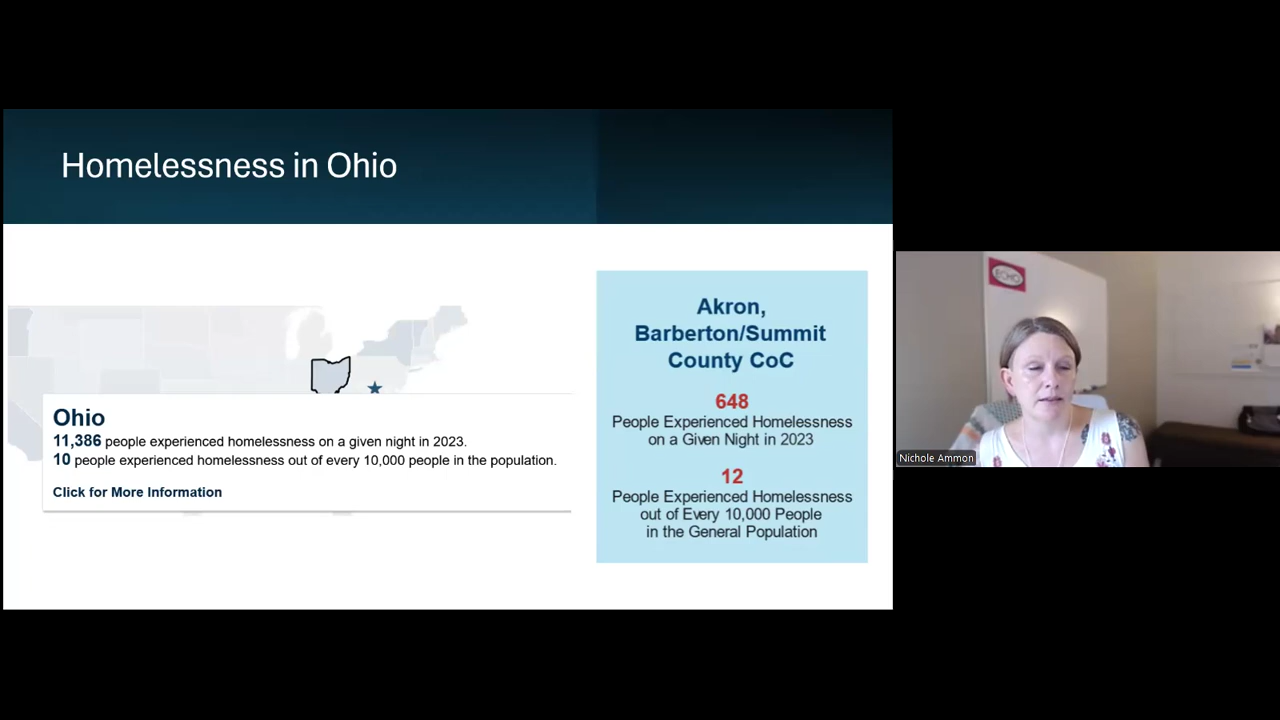 Homelessness in Ohio
Ohio
11,386 people experienced homelessness on a given night in 2023.
10 people experienced homelessness out of every 10,000 people in the population.
Click for More Information
Akron,
Barberton/Summit
County CoC
648
People Experienced Homelessness
on a Given Night in 2023
12
People Experienced Homelessness
out of Every 10,000 People
in the General Population
ECHO
Nichole Ammon